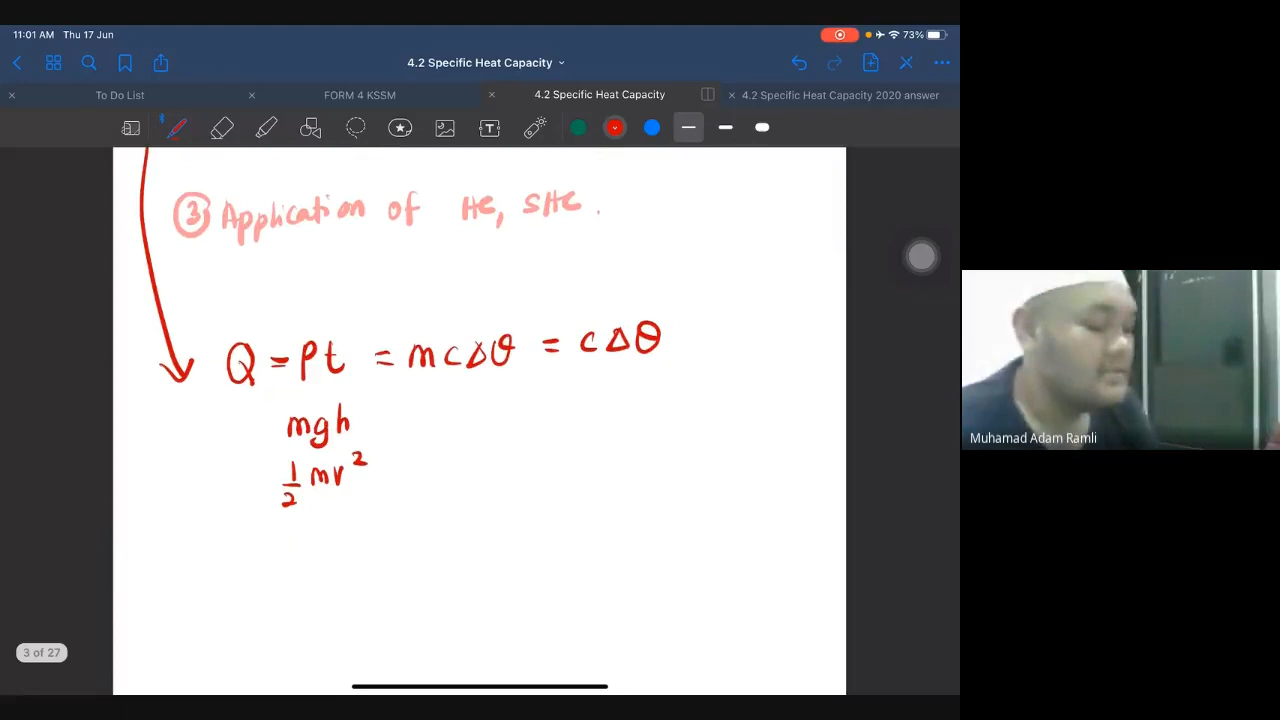 11:01 AM Thu 17 Jun
73%
4.2 Specific Heat Capacity
To Do List
FORM 4 KSSM
4.2 Specific Heat Capacity
4.2 Specific Heat Capacity 2020 answer
③ Application of HC, SHC.
Q = Pt = mcΔθ = CΔθ
mgh
½ mv²
Muhamad Adam Ramli
3 of 27